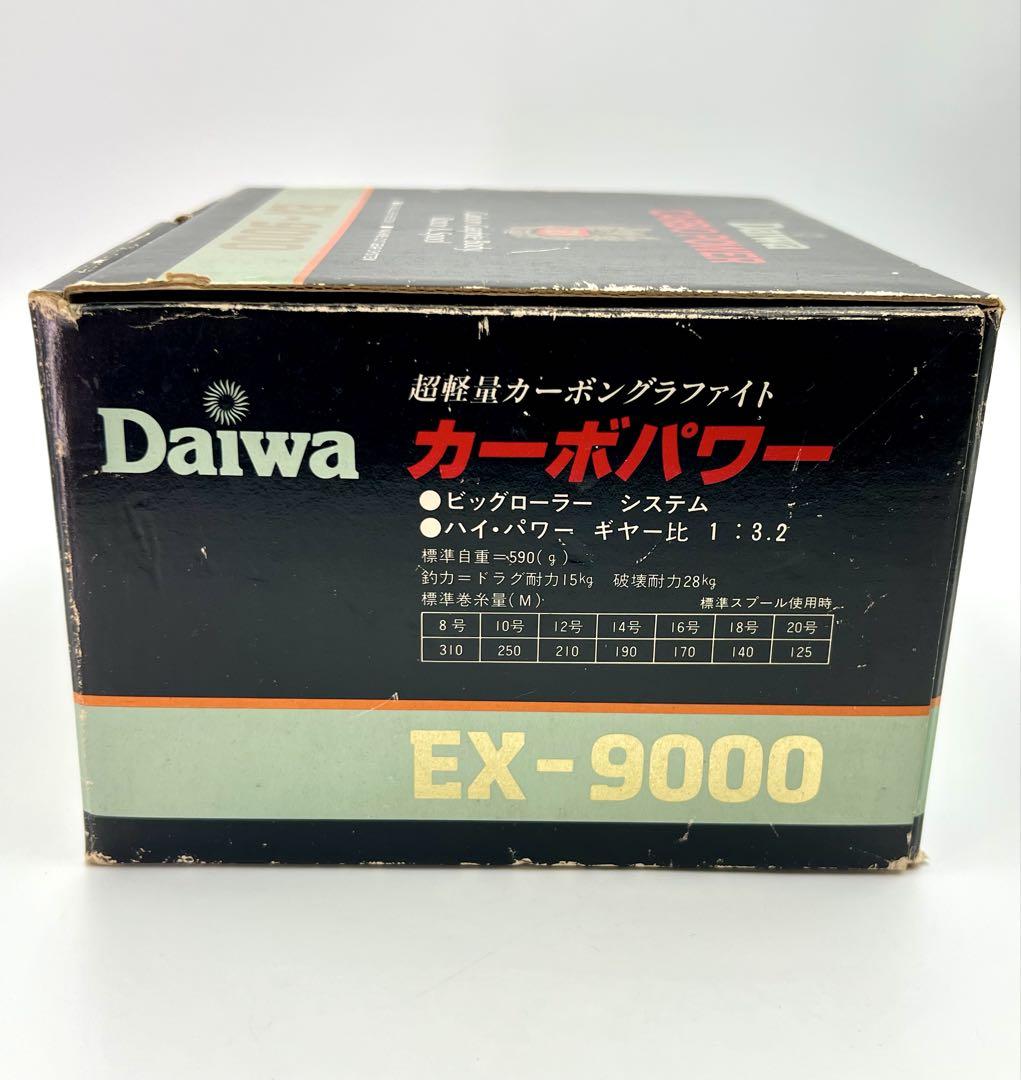 EX-9000
Daiwa
CARBO POWER
Daiwa
超軽量カーボングラファイト
カーボパワー
●ビッグローラー システム
●ハイ・パワー ギヤー比 1:3.2
標準自重=590(g)
釣力=ドラグ耐力15kg 破壊耐力28kg
標準巻糸量(M) 標準スプール使用時
8号 10号 12号 14号 16号 18号 20号
310 250 210 190 170 140 125
EX-9000